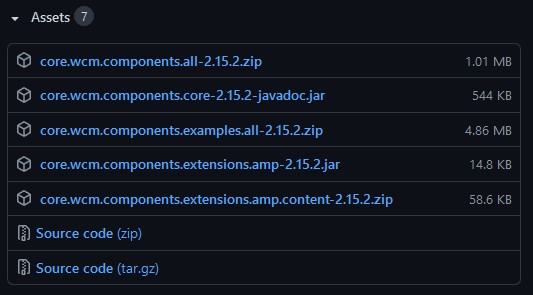 Assets 7
core.wcm.components.all-2.15.2.zip 1.01 MB
core.wcm.components.core-2.15.2-javadoc.jar 544 KB
core.wcm.components.examples.all-2.15.2.zip 4.86 MB
core.wcm.components.extensions.amp-2.15.2.jar 14.8 KB
core.wcm.components.extensions.amp.content-2.15.2.zip 58.6 KB
Source code (zip)
Source code (tar.gz)